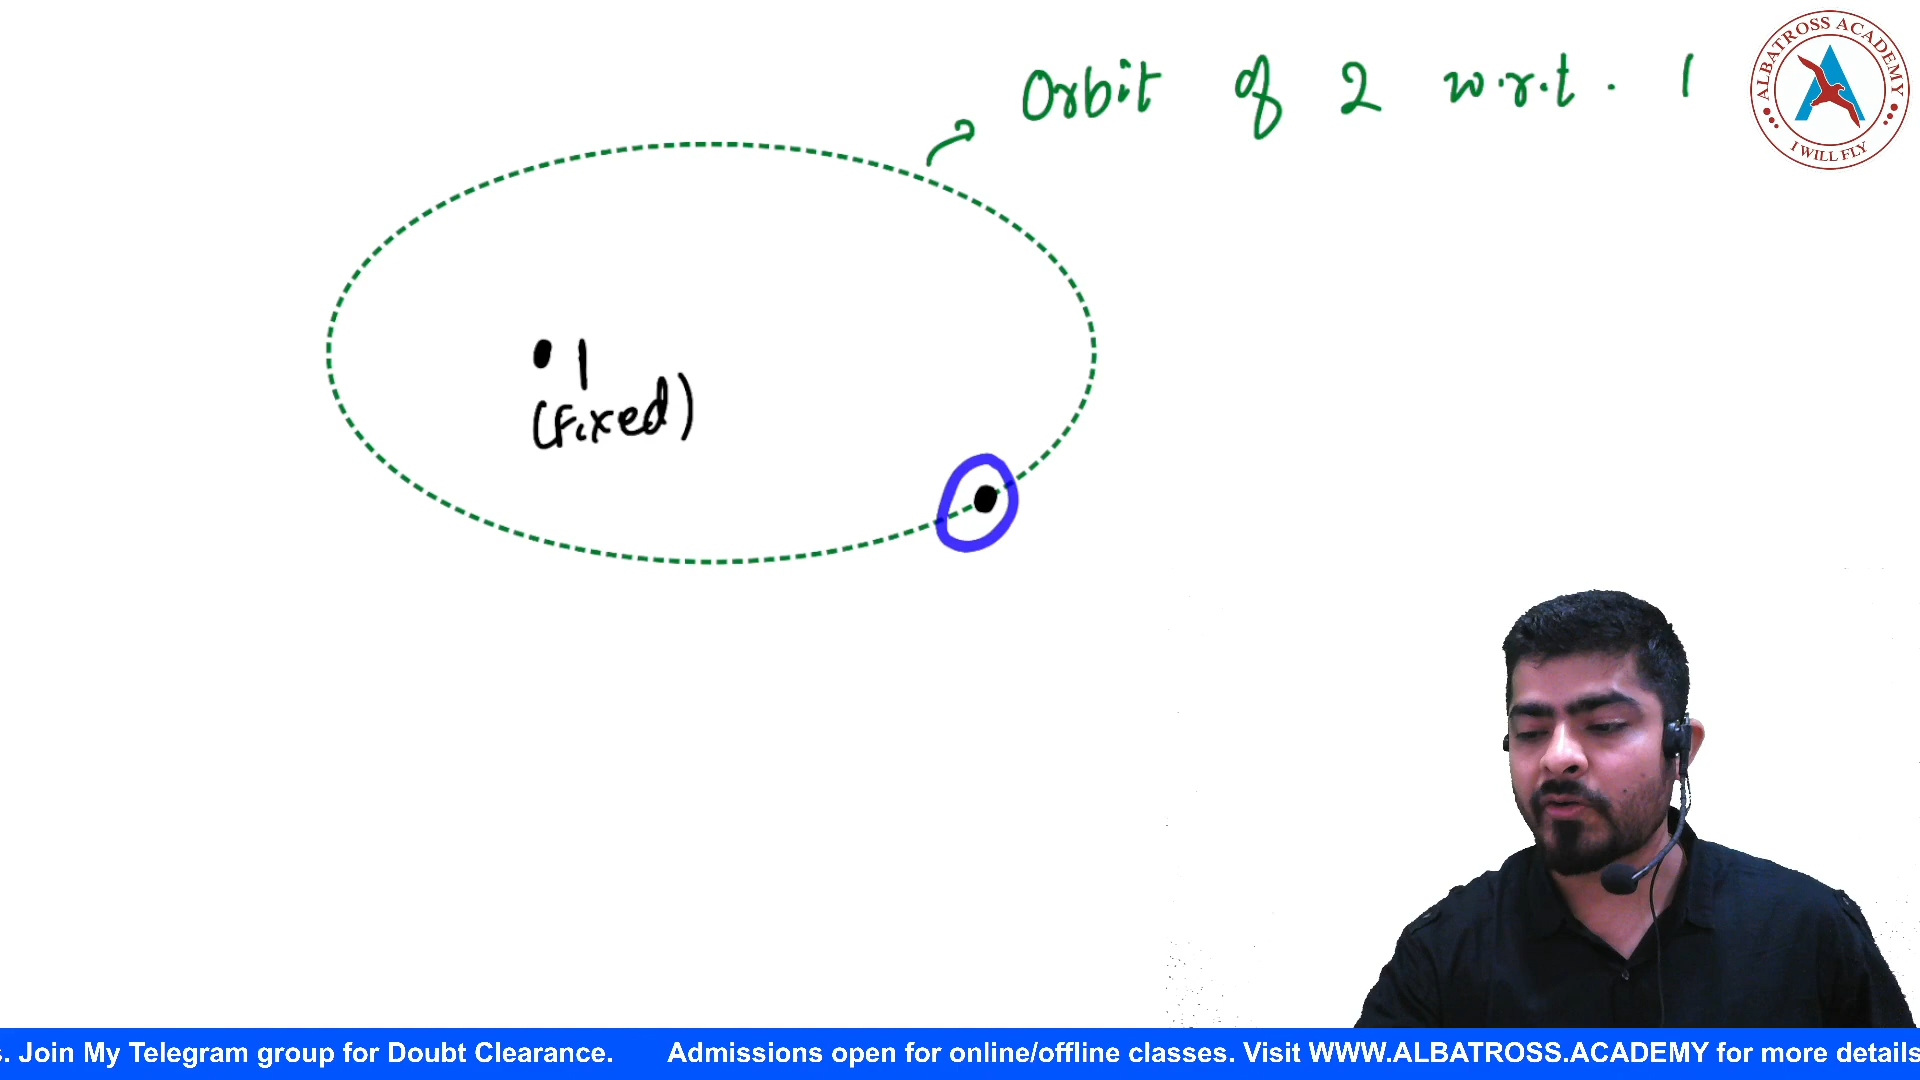 Orbit of 2 w.r.t. 1
ALBATROSS ACADEMY
I WILL FLY
1
(Fixed)
s. Join My Telegram group for Doubt Clearance. Admissions open for online/offline classes. Visit WWW.ALBATROSS.ACADEMY for more details